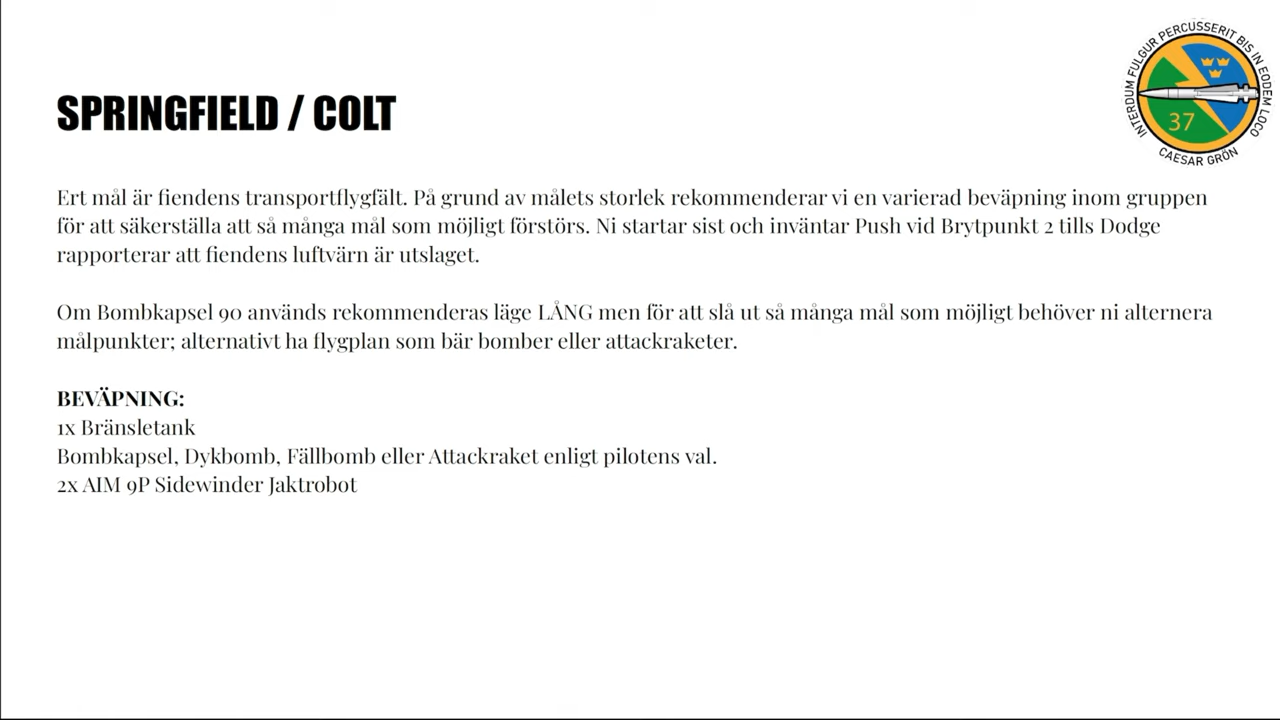 SPRINGFIELD / COLT
INTERDUM FULGUR PERCUSSERIT BIS IN EODEM LOCO
37
CAESAR GRÖN
Ert mål är fiendens transportflygfält. På grund av målets storlek rekommenderar vi en varierad beväpning inom gruppen
för att säkerställa att så många mål som möjligt förstörs. Ni startar sist och inväntar Push vid Brytpunkt 2 tills Dodge
rapporterar att fiendens luftvärn är utslaget.
Om Bombkapsel 90 används rekommenderas läge LÅNG men för att slå ut så många mål som möjligt behöver ni alternera
målpunkter; alternativt ha flygplan som bär bomber eller attackraketer.
BEVÄPNING:
1x Bränsletank
Bombkapsel, Dykbomb, Fällbomb eller Attackraket enligt pilotens val.
2x AIM 9P Sidewinder Jaktrobot